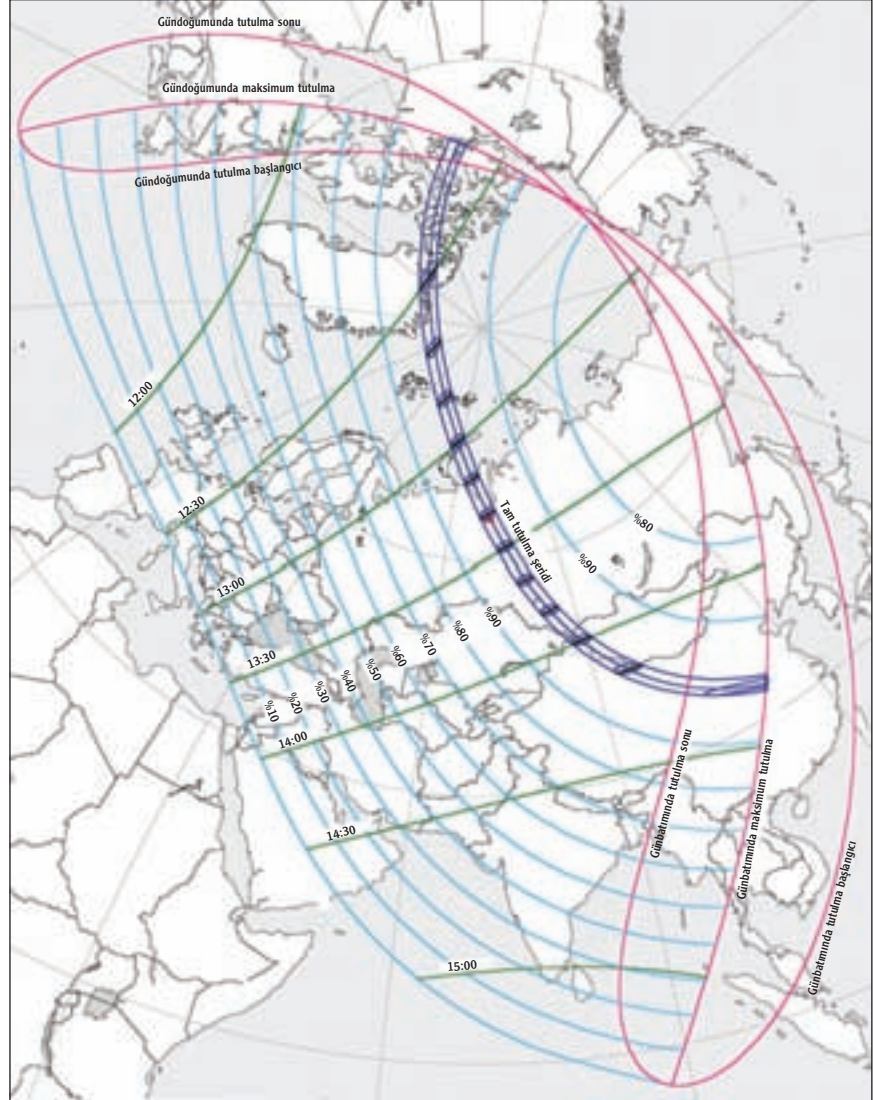 Gündoğumunda tutulma sonu
Gündoğumunda maksimum tutulma
Gündoğumunda tutulma başlangıcı
12:00
12:30
13:00
13:30
14:00
14:30
15:00
Tam tutulma şeridi
%80
%90
%10
%20
%30
%40
%50
%60
%70
%80
%90
Günbatımında tutulma sonu
Günbatımında maksimum tutulma
Günbatımında tutulma başlangıcı